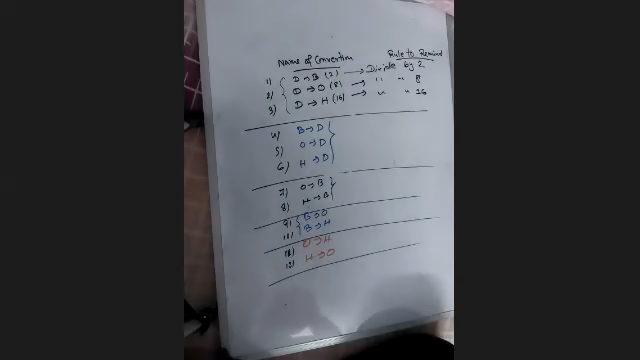 Name of Convertion Rule to Remind
1) D→B (2) → Divide by 2
2) D→O (8) → " " 8
3) D→H (16) → " " 16
4) B→D
5) O→D
6) H→D
7) O→B
8) H→B
9) B→O
10) B→H
11) O→H
12) H→O